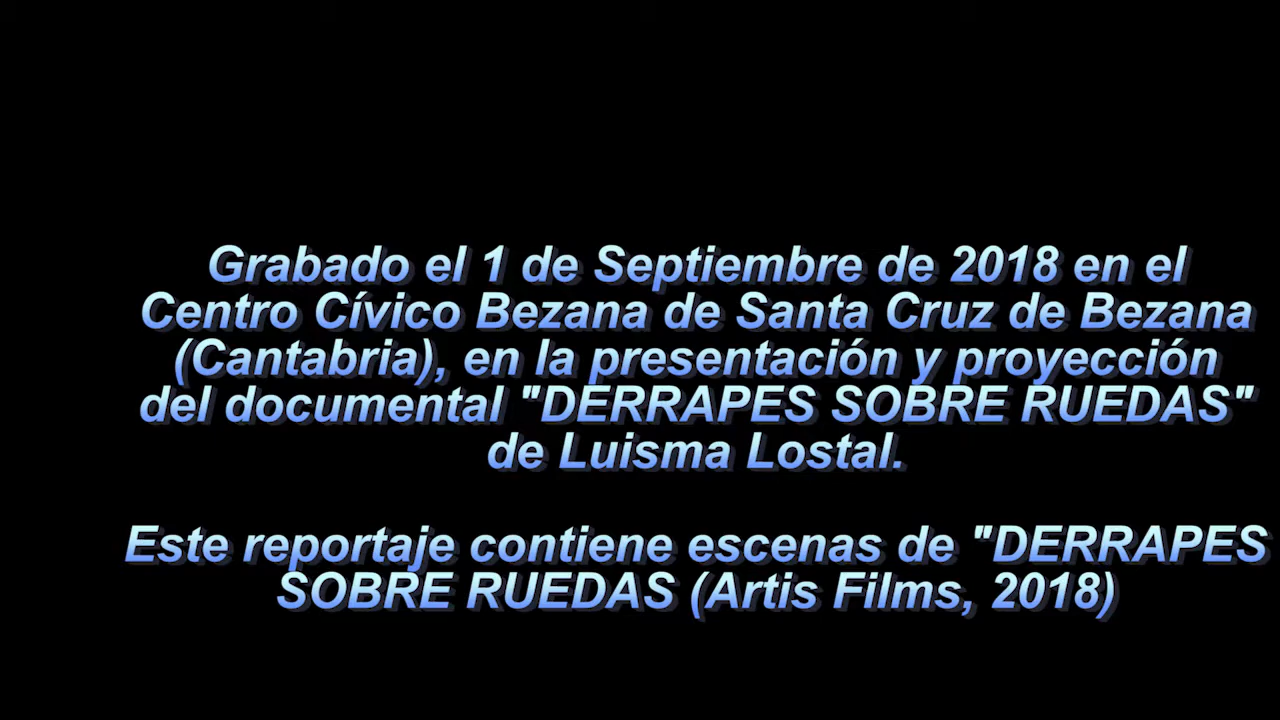 Grabado el 1 de Septiembre de 2018 en el
Centro Cívico Bezana de Santa Cruz de Bezana
(Cantabria), en la presentación y proyección
del documental "DERRAPES SOBRE RUEDAS"
de Luisma Lostal.
Este reportaje contiene escenas de "DERRAPES
SOBRE RUEDAS (Artis Films, 2018)